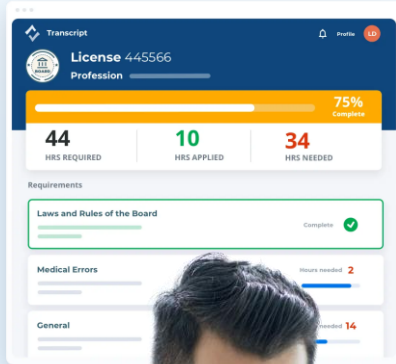 Transcript
Profile LD
License 445566
BOARD
Profession
75%
Complete
44 10 34
HRS REQUIRED HRS APPLIED HRS NEEDED
Requirements
Laws and Rules of the Board
Complete
Medical Errors
Hours needed 2
General
needed 14